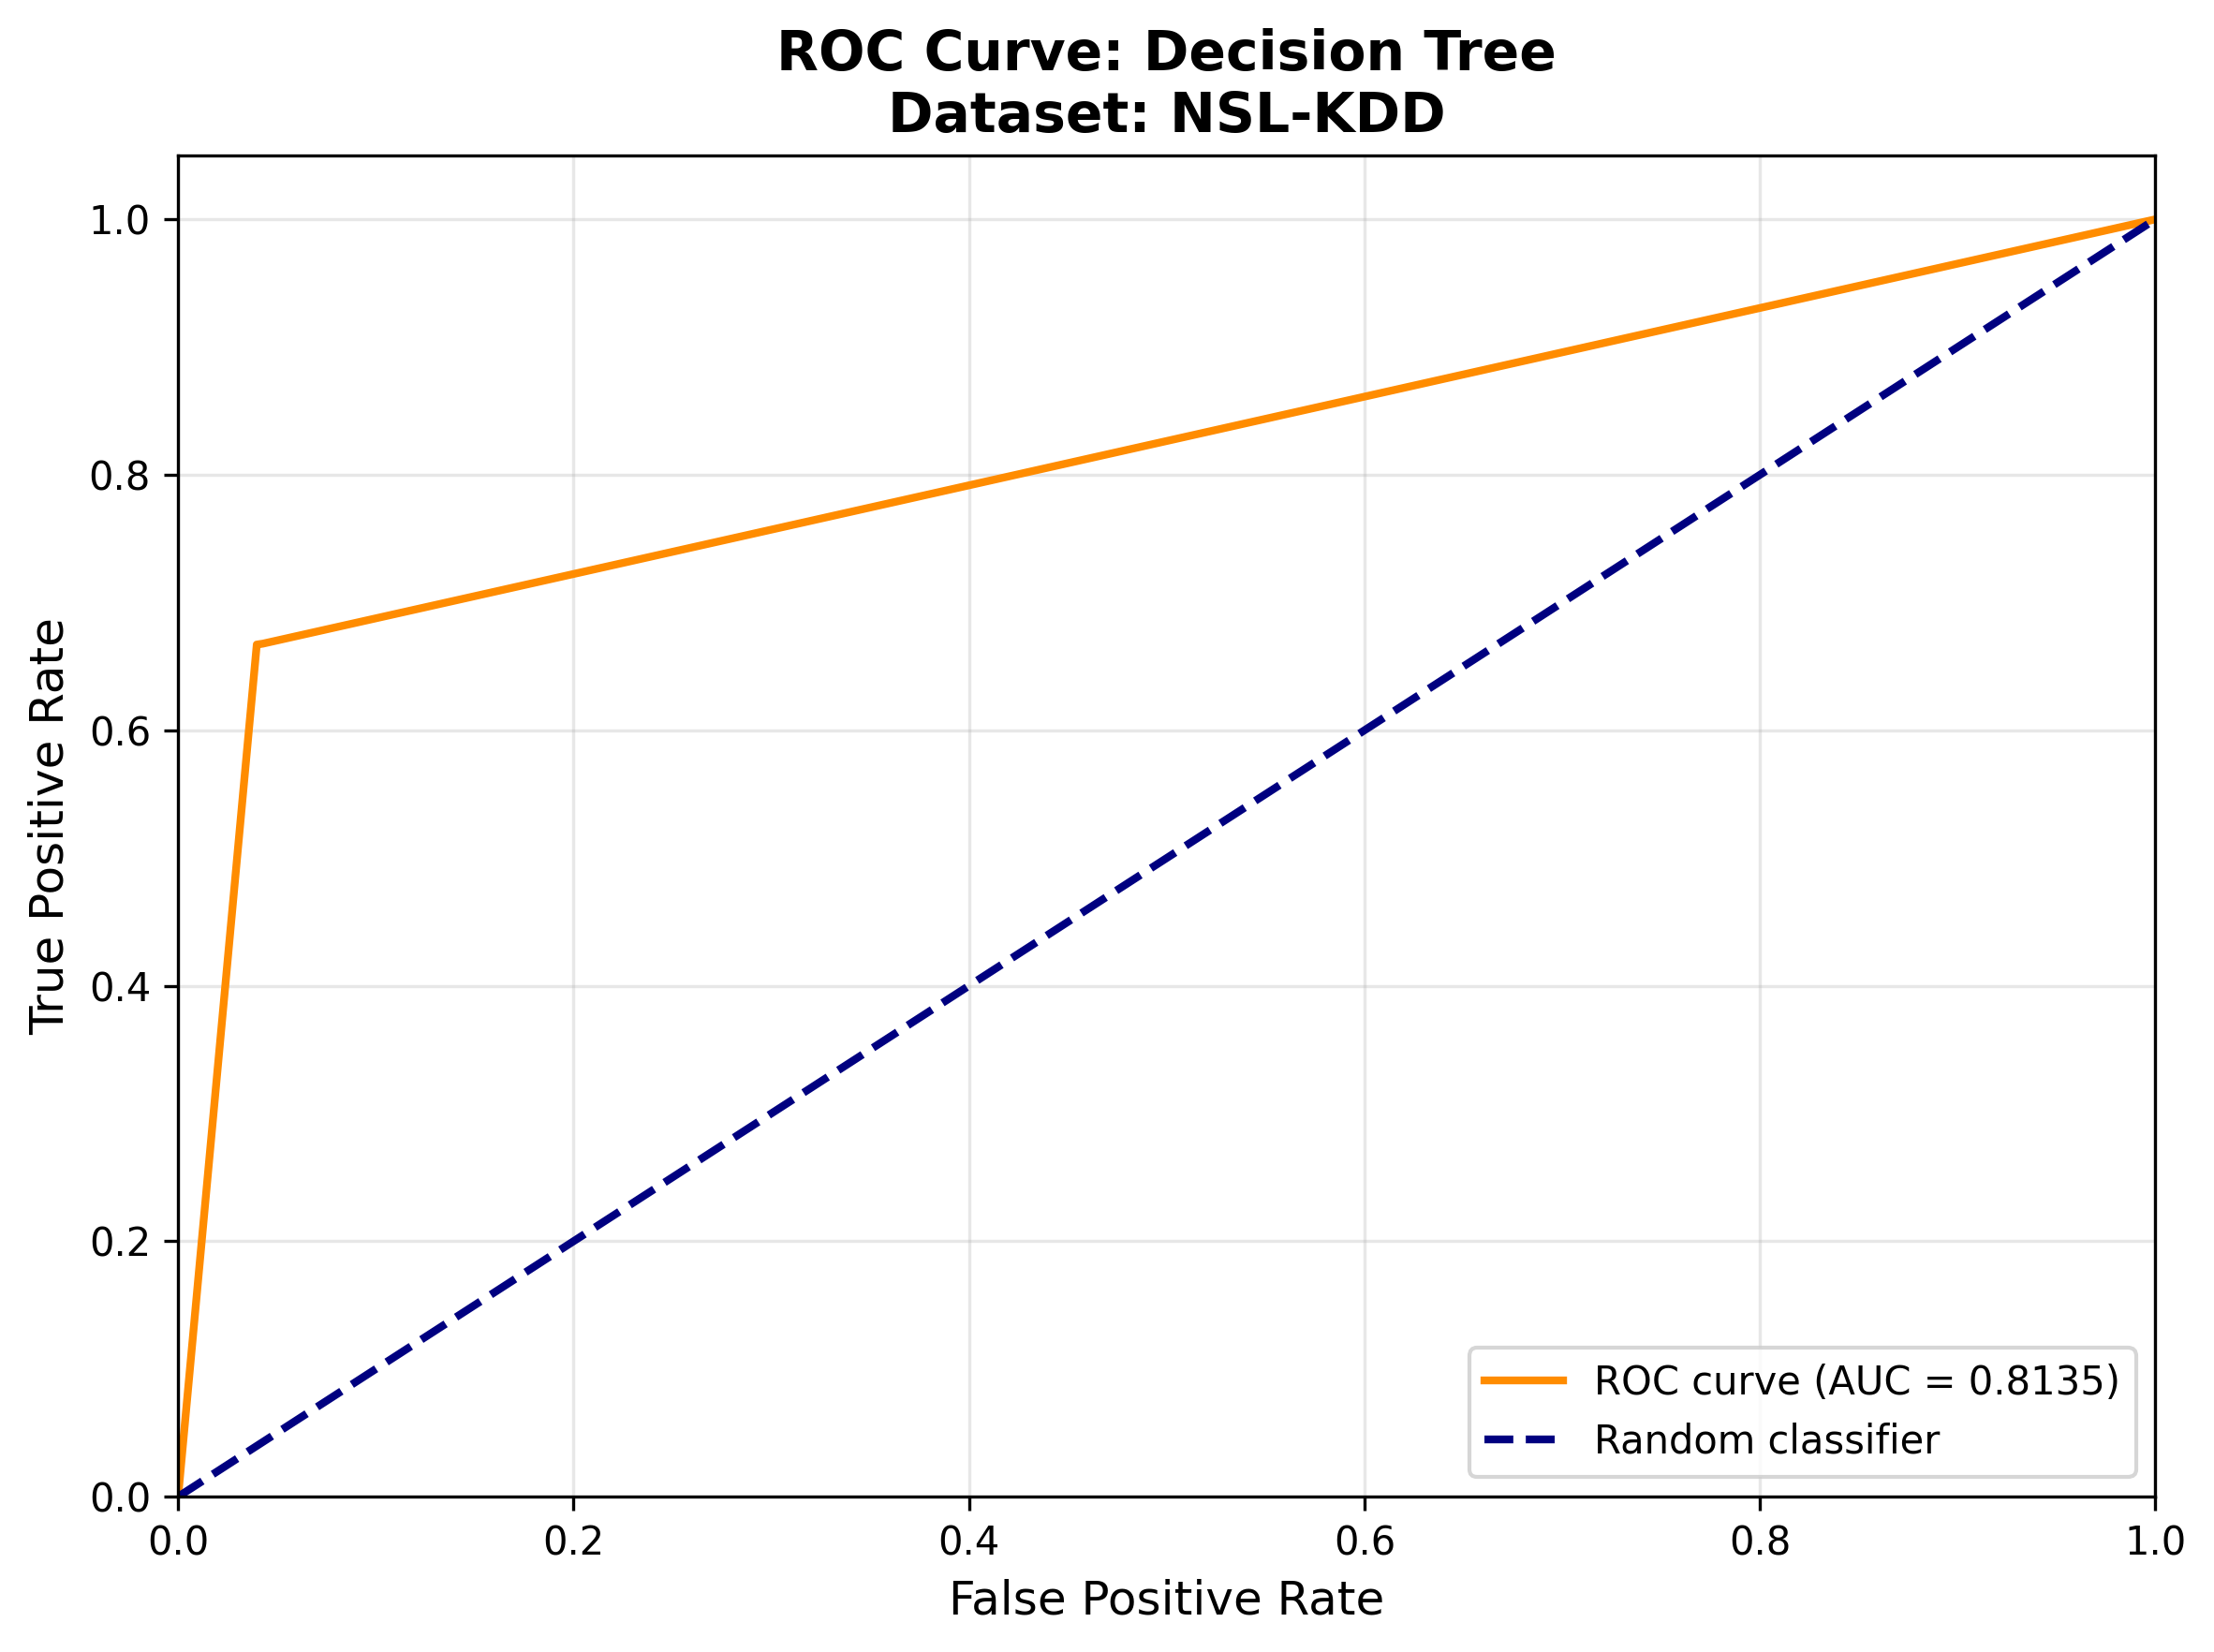 ROC Curve: Decision Tree
Dataset: NSL-KDD
True Positive Rate
1.0
0.8
0.6
0.4
0.2
0.0
0.0 0.2 0.4 0.6 0.8 1.0
False Positive Rate
ROC curve (AUC = 0.8135)
Random classifier